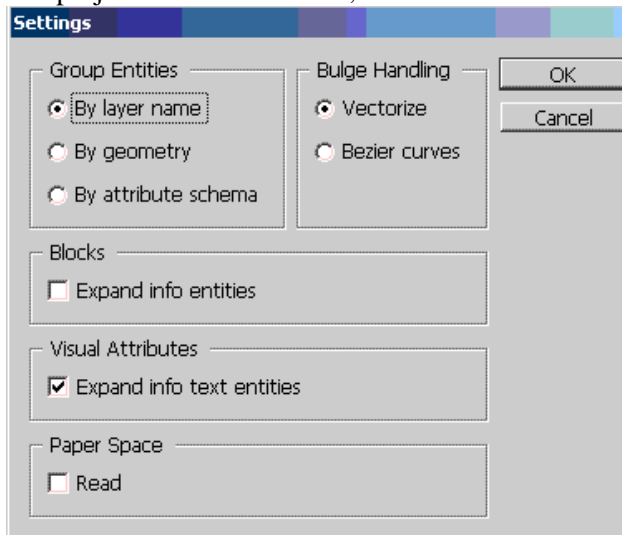 Settings
Group Entities
By layer name
By geometry
By attribute schema
Bulge Handling
Vectorize
Bezier curves
OK
Cancel
Blocks
Expand info entities
Visual Attributes
Expand info text entities
Paper Space
Read